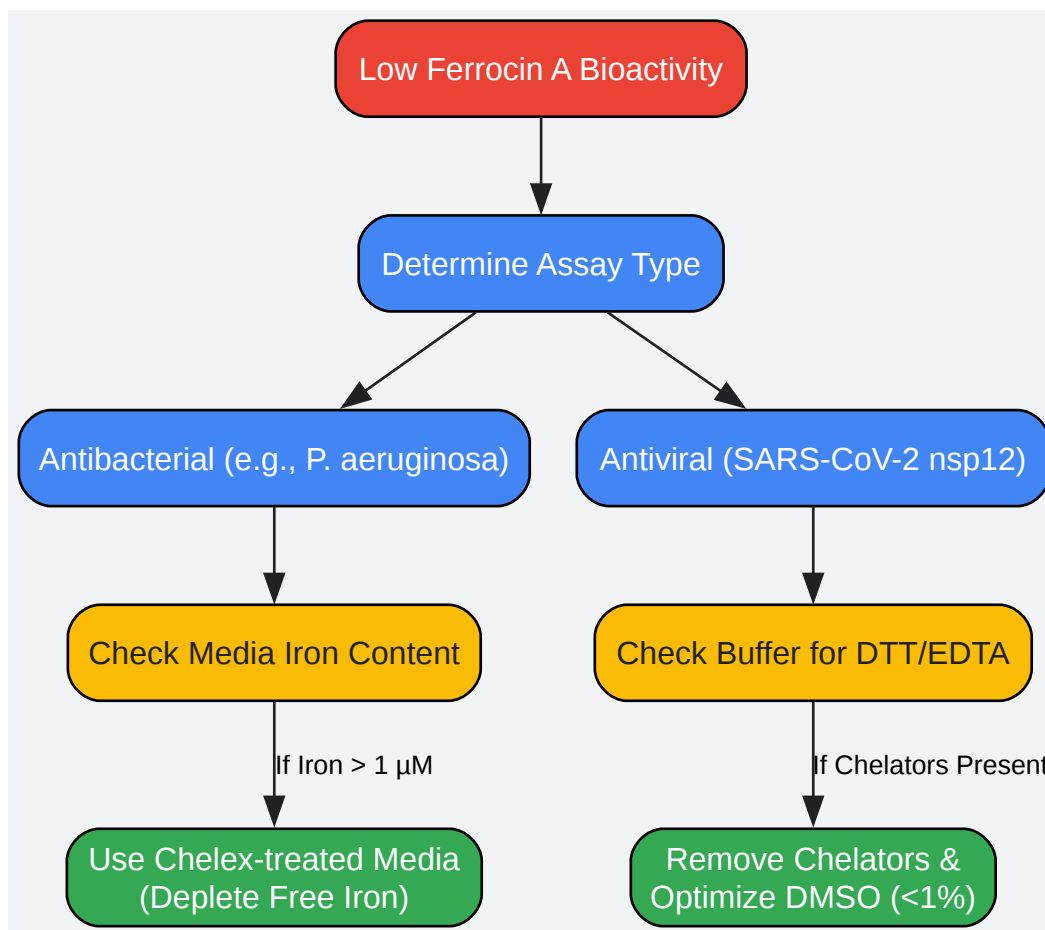 Low Ferrocin A Bioactivity
Determine Assay Type
Antibacterial (e.g., P. aeruginosa)
Antiviral (SARS-CoV-2 nsp12)
Check Media Iron Content
Check Buffer for DTT/EDTA
If Iron > 1 µM
If Chelators Present
Use Chelex-treated Media
(Deplete Free Iron)
Remove Chelators &
Optimize DMSO (<1%)